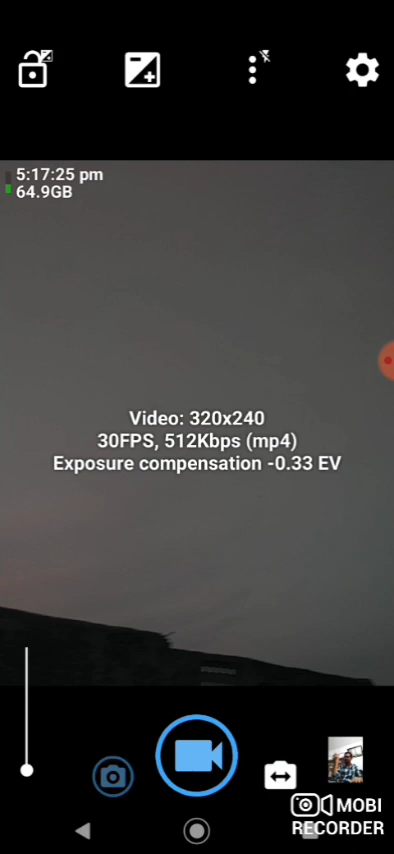 5:17:25 pm
64.9GB
Video: 320x240
30FPS, 512Kbps (mp4)
Exposure compensation -0.33 EV
MOBI
RECORDER